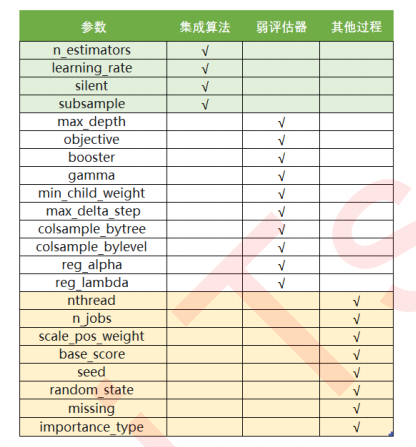 参数 集成算法 弱评估器 其他过程
n_estimators √
learning_rate √
silent √
subsample √
max_depth √
objective √
booster √
gamma √
min_child_weight √
max_delta_step √
colsample_bytree √
colsample_bylevel √
reg_alpha √
reg_lambda √
nthread √
n_jobs √
scale_pos_weight √
base_score √
seed √
random_state √
missing √
importance_type √